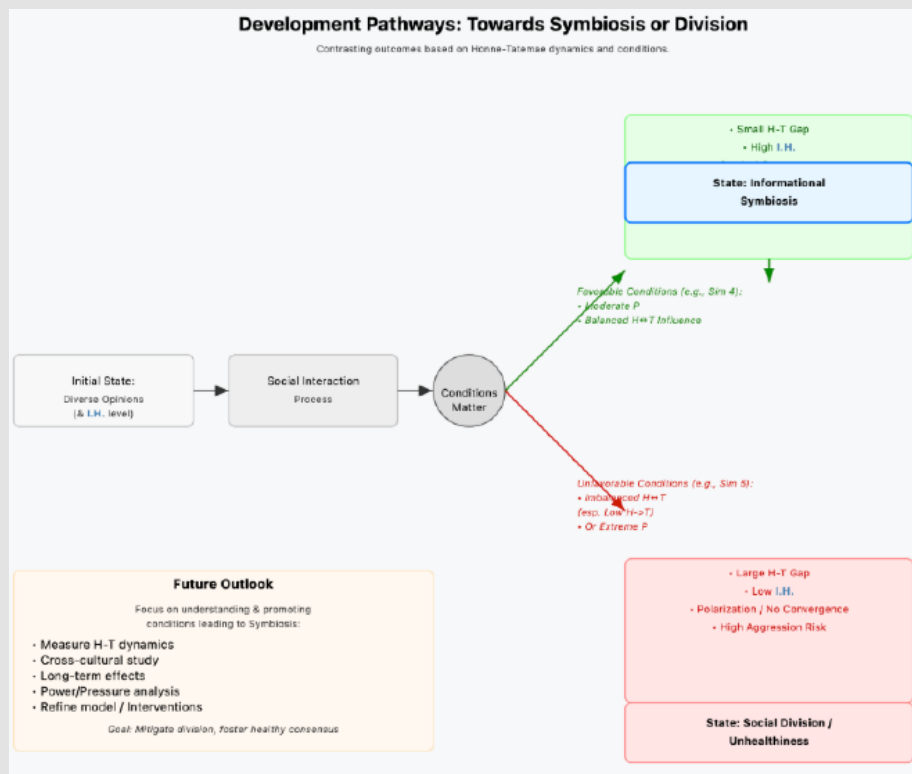 Development Pathways: Towards Symbiosis or Division
Contrasting outcomes based on Honne-Tatemae dynamics and conditions.
• Small H-T Gap
• High I.H.
State: Informational
Symbiosis
Favorable Conditions (e.g., Sim 4):
• Moderate P
• Balanced H↔T Influence
Initial State:
Diverse Opinions
(& I.H. level)
Social Interaction
Process
Conditions
Matter
Unfavorable Conditions (e.g., Sim 5):
• Imbalanced H↔T
(esp. Low H->T)
• Or Extreme P
• Large H-T Gap
• Low I.H.
• Polarization / No Convergence
• High Aggression Risk
State: Social Division /
Unhealthiness
Future Outlook
Focus on understanding & promoting
conditions leading to Symbiosis:
• Measure H-T dynamics
• Cross-cultural study
• Long-term effects
• Power/Pressure analysis
• Refine model / Interventions
Goal: Mitigate division, foster healthy consensus